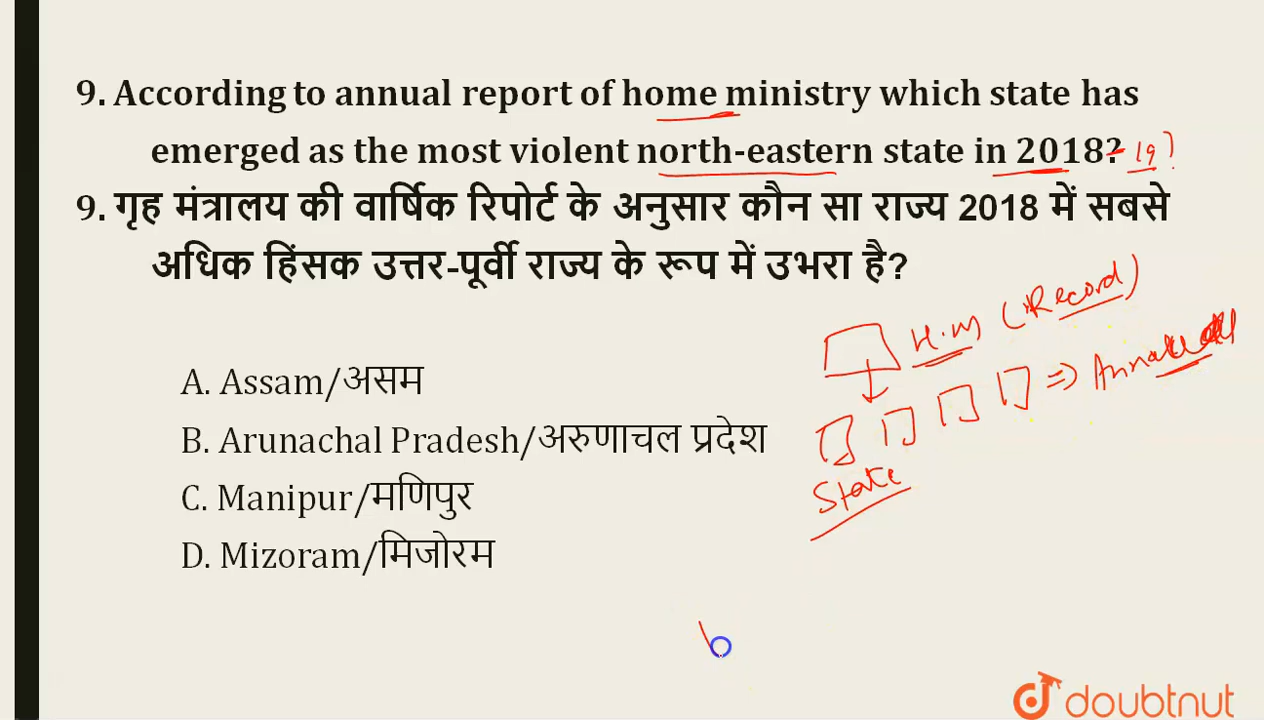 9. According to annual report of home ministry which state has
emerged as the most violent north-eastern state in 2018? - 19?
9. गृह मंत्रालय की वार्षिक रिपोर्ट के अनुसार कौन सा राज्य 2018 में सबसे
अधिक हिंसक उत्तर-पूर्वी राज्य के रूप में उभरा है?
H.M (Record)
A. Assam/असम
B. Arunachal Pradesh/अरुणाचल प्रदेश
State
C. Manipur/मणिपुर
D. Mizoram/मिजोरम
doubtnut